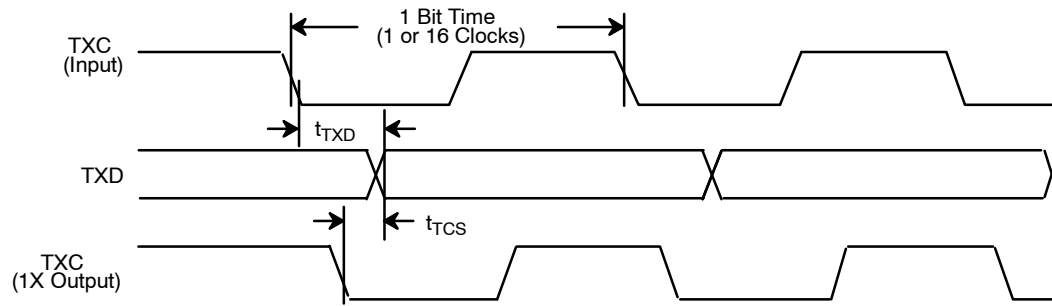 1 Bit Time
(1 or 16 Clocks)
TXC
(Input)
tTXD
TXD
tTCS
TXC
(1X Output)